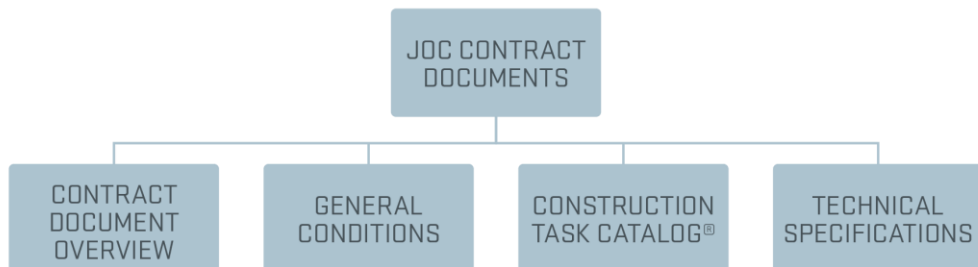 JOC CONTRACT
DOCUMENTS
CONTRACT
DOCUMENT
OVERVIEW
GENERAL
CONDITIONS
CONSTRUCTION
TASK CATALOG®
TECHNICAL
SPECIFICATIONS